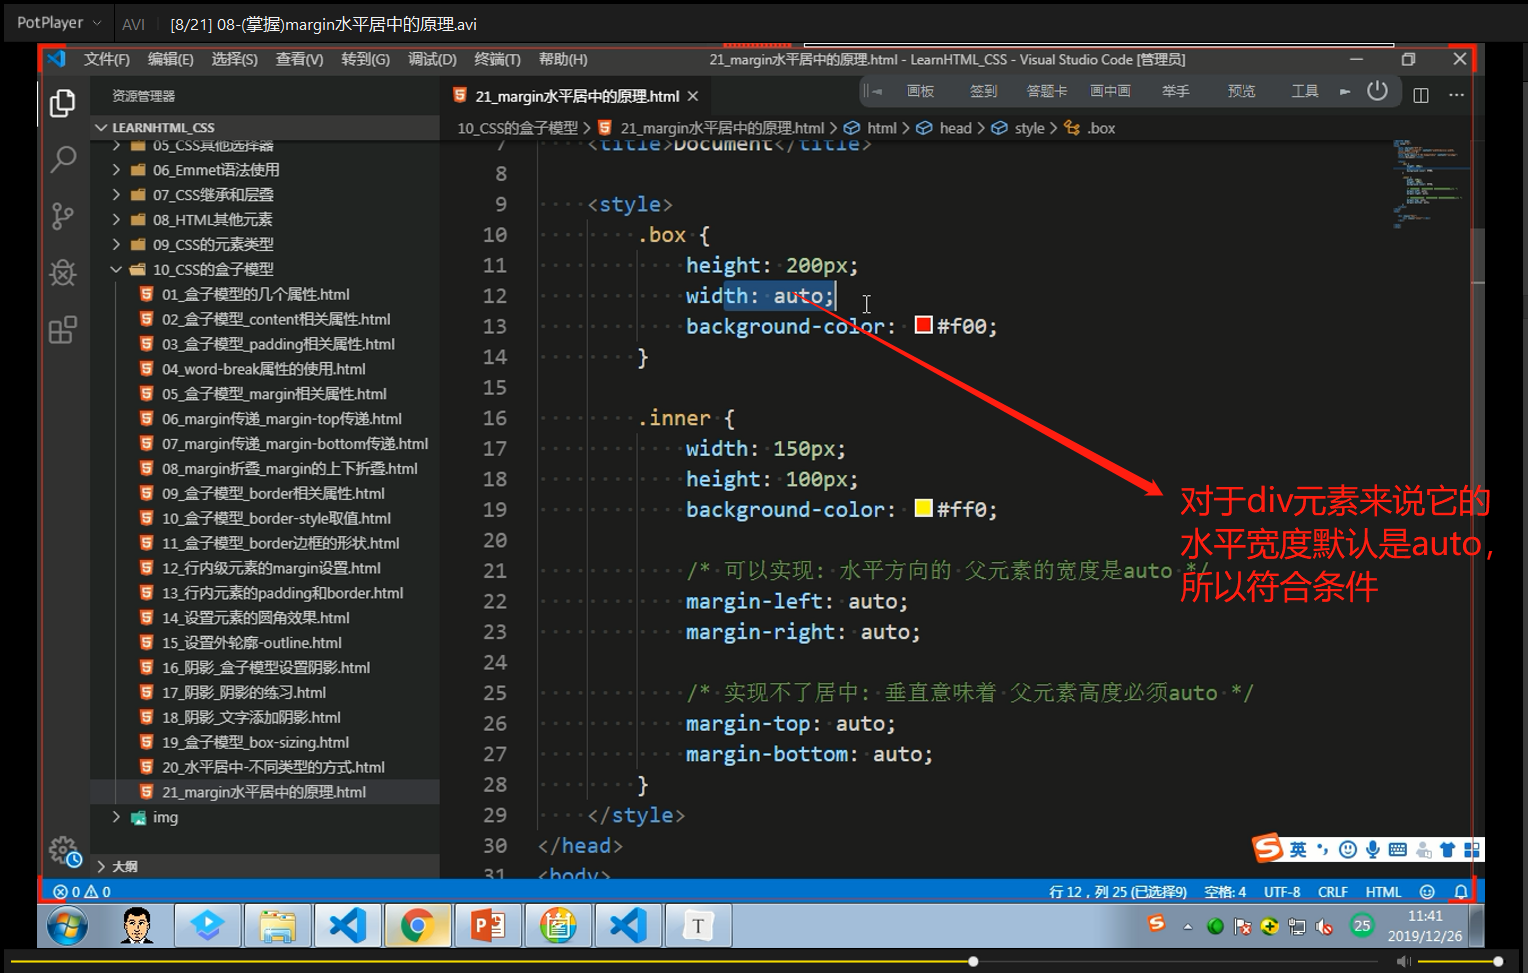 PotPlayer
AVI
[8/21] 08-(掌握)margin水平居中的原理.avi
文件(F) 编辑(E) 选择(S) 查看(V) 转到(G) 调试(D) 终端(T) 帮助(H)
21_margin水平居中的原理.html - LearnHTML_CSS - Visual Studio Code [管理员]
资源管理器
21_margin水平居中的原理.html
画板 签到 答题卡 画中画 举手 预览 工具
LEARNHTML_CSS
10_CSS的盒子模型 > 21_margin水平居中的原理.html > html > head > style > .box
05_CSS其他选择器
06_Emmet语法使用
07_CSS继承和层叠
08_HTML其他元素
09_CSS的元素类型
10_CSS的盒子模型
01_盒子模型的几个属性.html
02_盒子模型_content相关属性.html
03_盒子模型_padding相关属性.html
04_word-break属性的使用.html
05_盒子模型_margin相关属性.html
06_margin传递_margin-top传递.html
07_margin传递_margin-bottom传递.html
08_margin折叠_margin的上下折叠.html
09_盒子模型_border相关属性.html
10_盒子模型_border-style取值.html
11_盒子模型_border边框的形状.html
12_行内级元素的margin设置.html
13_行内元素的padding和border.html
14_设置元素的圆角效果.html
15_设置外轮廓-outline.html
16_阴影_盒子模型设置阴影.html
17_阴影_阴影的练习.html
18_阴影_文字添加阴影.html
19_盒子模型_box-sizing.html
20_水平居中-不同类型的方式.html
21_margin水平居中的原理.html
img
大纲
7 <title>Document</title>
8
9 <style>
10 .box {
11 height: 200px;
12 width: auto;
13 background-color: #f00;
14 }
15
16 .inner {
17 width: 150px;
18 height: 100px;
19 background-color: #ff0;
20
21 /* 可以实现: 水平方向的 父元素的宽度是auto */
22 margin-left: auto;
23 margin-right: auto;
24
25 /* 实现不了居中: 垂直意味着 父元素高度必须auto */
26 margin-top: auto;
27 margin-bottom: auto;
28 }
29 </style>
30 </head>
31 <body>
对于div元素来说它的
水平宽度默认是auto,
所以符合条件
英
0 0
行 12，列 25 (已选择9) 空格: 4 UTF-8 CRLF HTML
T
25
11:41
2019/12/26